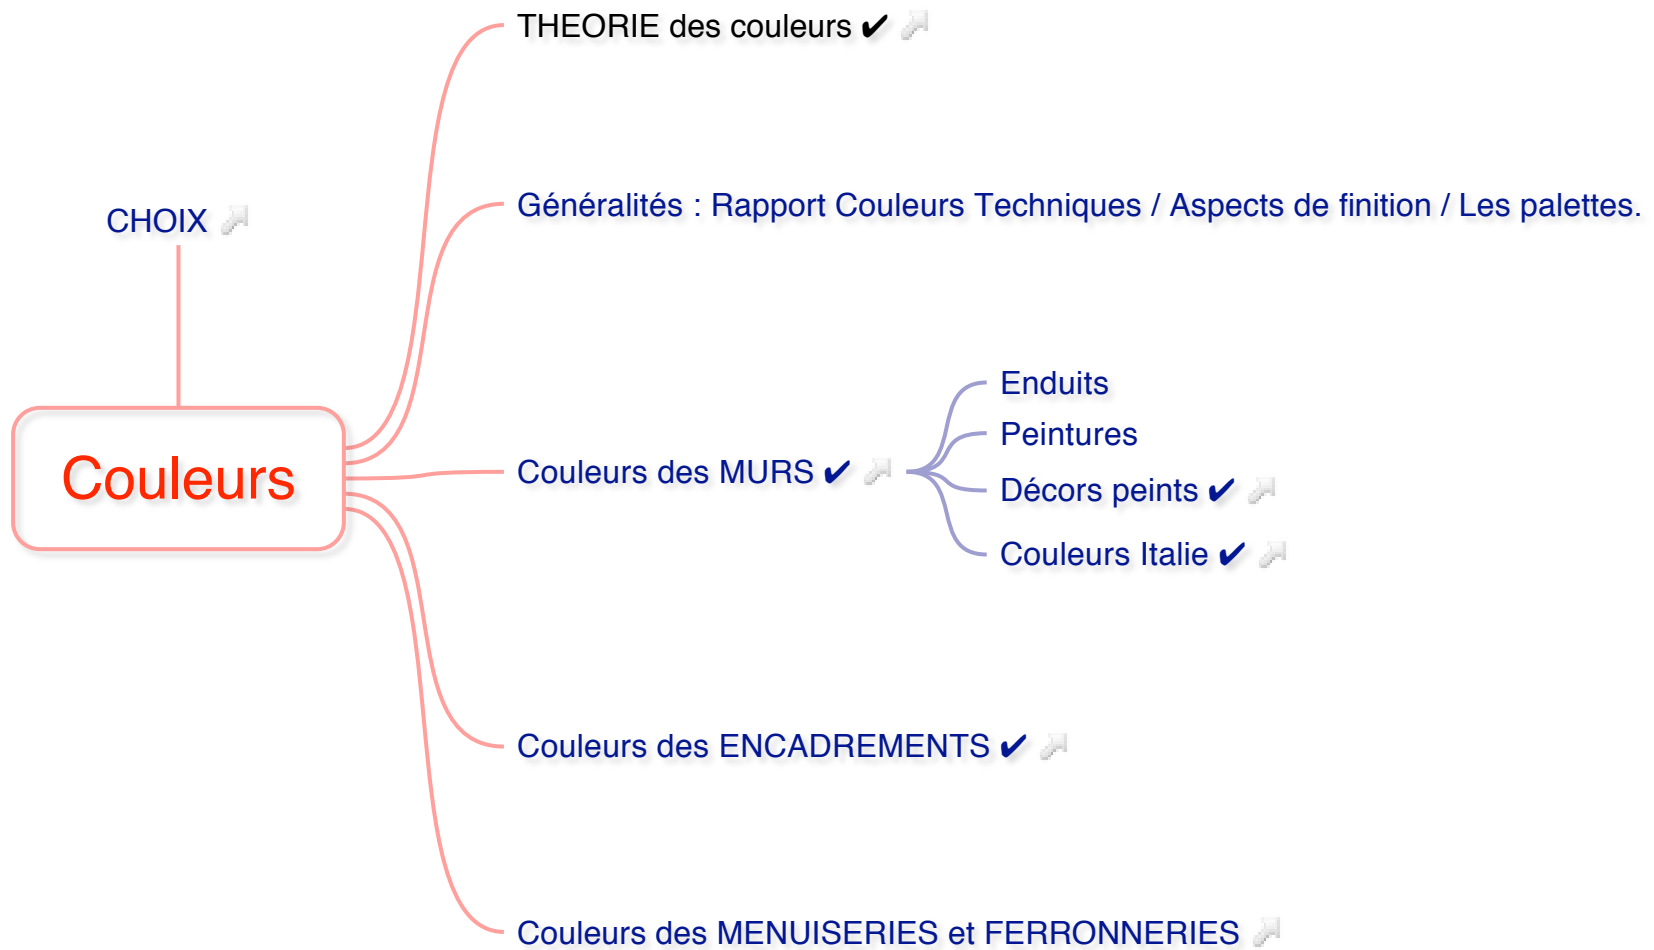 THEORIE des couleurs ✔
CHOIX
Généralités : Rapport Couleurs Techniques / Aspects de finition / Les palettes.
Couleurs
Couleurs des MURS ✔
Enduits
Peintures
Décors peints ✔
Couleurs Italie ✔
Couleurs des ENCADREMENTS ✔
Couleurs des MENUISERIES et FERRONNERIES